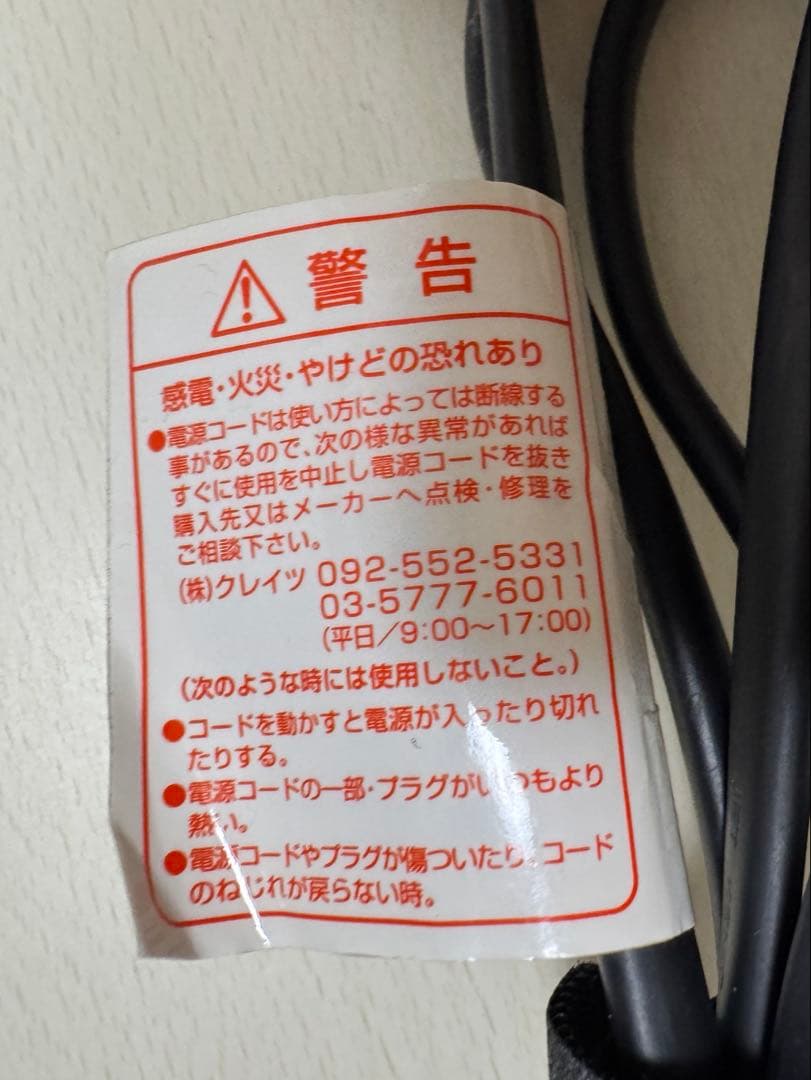 警告
感電・火災・やけどの恐れあり
●電源コードは使い方によっては断線する
事があるので、次の様な異常があれば
すぐに使用を中止し電源コードを抜き
購入先又はメーカーへ点検・修理を
ご相談下さい。
(株)クレイツ 092-552-5331
03-5777-6011
(平日/9:00〜17:00)
(次のような時には使用しないこと。)
●コードを動かすと電源が入ったり切れ
たりする。
●電源コードの一部・プラグがいつもより
熱い。
●電源コードやプラグが傷ついたり、コード
のねじれが戻らない時。